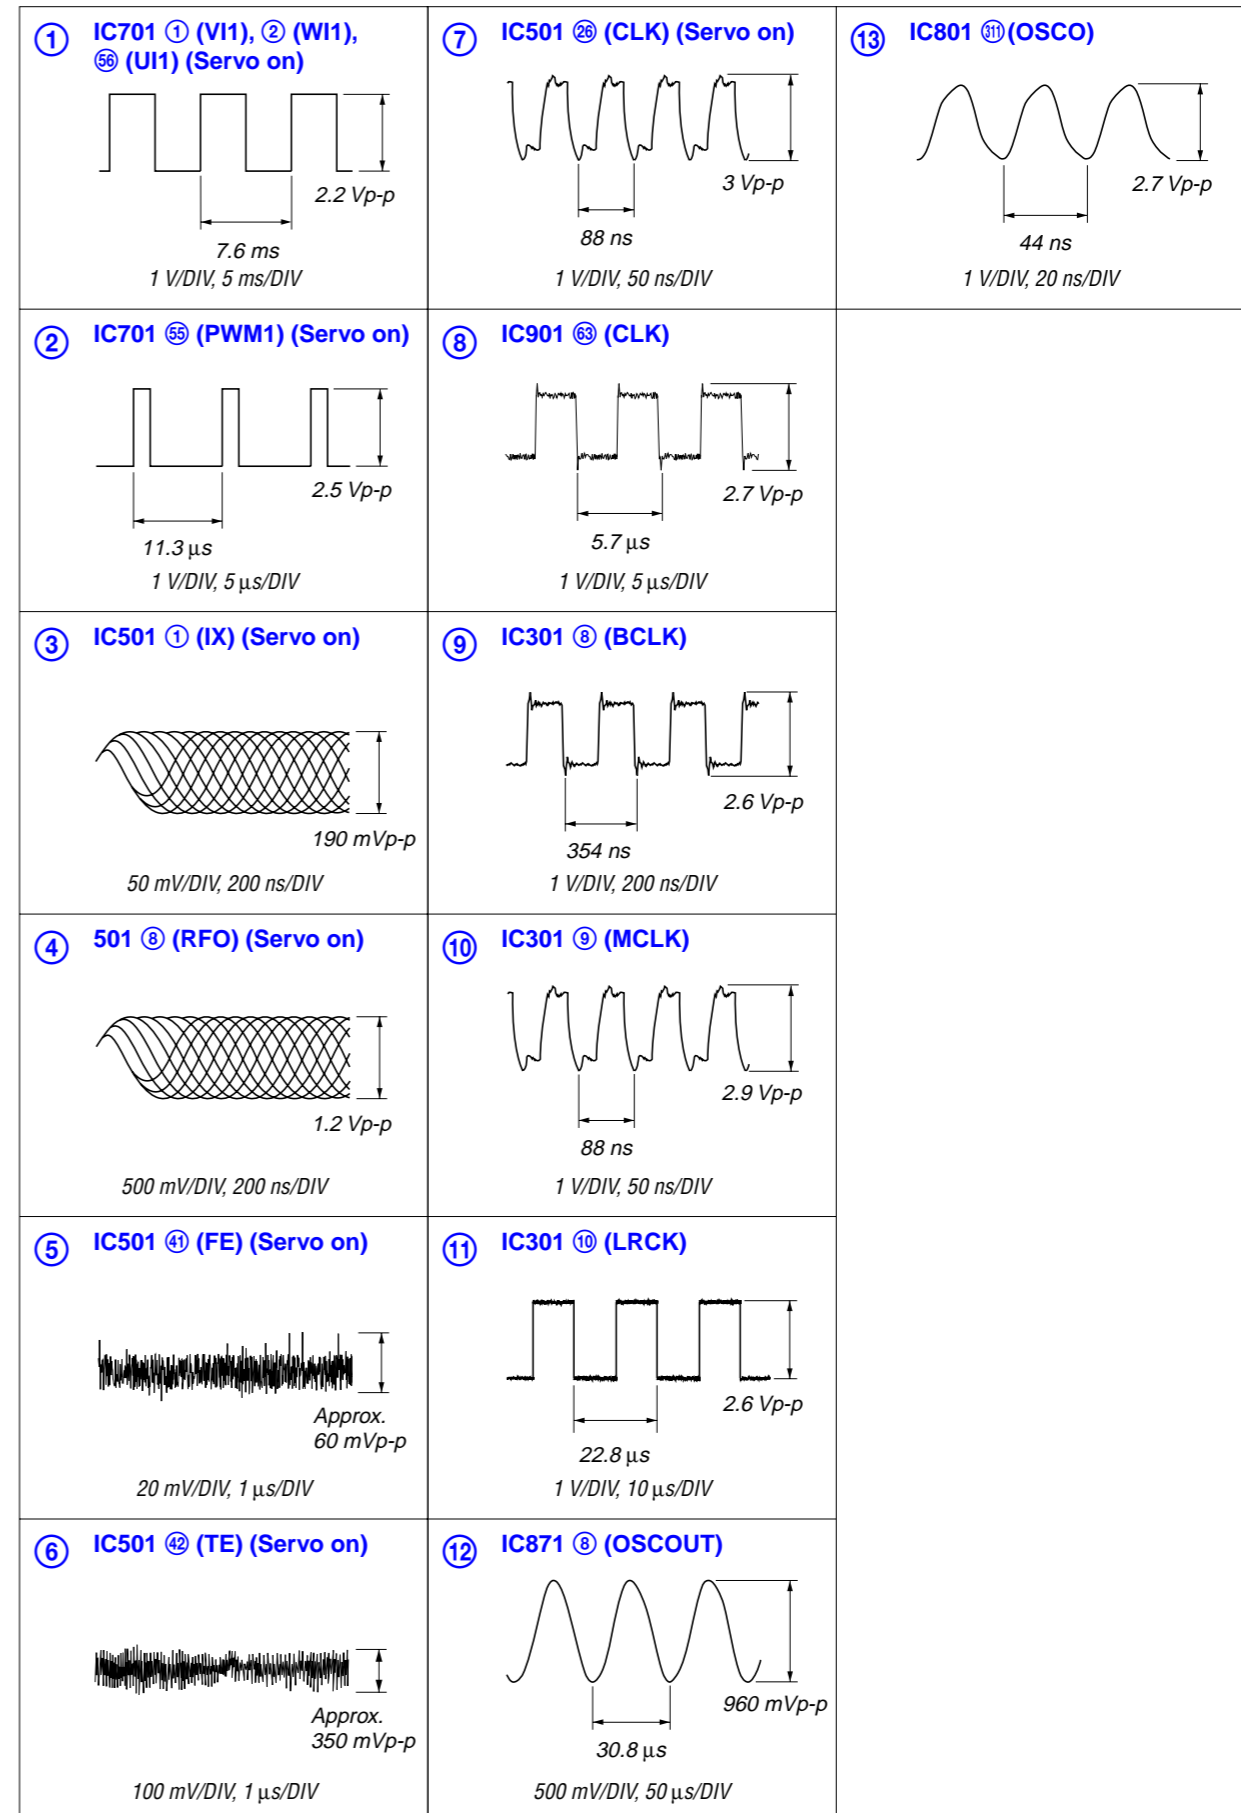 ① IC701 ① (VI1), ② (WI1),
㊺ (UI1) (Servo on)
2.2 Vp-p
7.6 ms
1 V/DIV, 5 ms/DIV
② IC701 55 (PWM1) (Servo on)
2.5 Vp-p
11.3 µs
1 V/DIV, 5 µs/DIV
③ IC501 ① (IX) (Servo on)
190 mVp-p
50 mV/DIV, 200 ns/DIV
④ 501 ⑧ (RFO) (Servo on)
1.2 Vp-p
500 mV/DIV, 200 ns/DIV
⑤ IC501 ㊶ (FE) (Servo on)
Approx.
60 mVp-p
20 mV/DIV, 1 µs/DIV
⑥ IC501 ㊷ (TE) (Servo on)
Approx.
350 mVp-p
100 mV/DIV, 1 µs/DIV
⑦ IC501 ㉖ (CLK) (Servo on)
3 Vp-p
88 ns
1 V/DIV, 50 ns/DIV
⑧ IC901 63 (CLK)
2.7 Vp-p
5.7 µs
1 V/DIV, 5 µs/DIV
⑨ IC301 ⑧ (BCLK)
2.6 Vp-p
354 ns
1 V/DIV, 200 ns/DIV
⑩ IC301 ⑨ (MCLK)
2.9 Vp-p
88 ns
1 V/DIV, 50 ns/DIV
⑪ IC301 ⑩ (LRCK)
2.6 Vp-p
22.8 µs
1 V/DIV, 10 µs/DIV
⑫ IC871 ⑧ (OSCOUT)
960 mVp-p
30.8 µs
500 mV/DIV, 50 µs/DIV
⑬ IC801 311 (OSCO)
2.7 Vp-p
44 ns
1 V/DIV, 20 ns/DIV